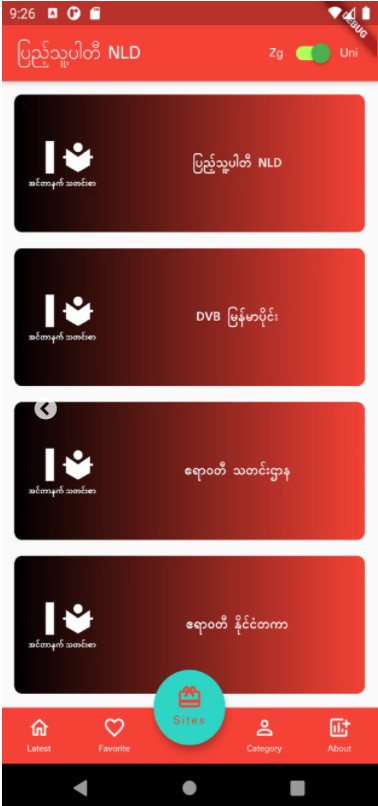 9:26
DEBUG
ပြည်သူ့ပါတီ NLD
Zg
Uni
အင်တာနက် သတင်းစာ
ပြည်သူ့ပါတီ NLD
အင်တာနက် သတင်းစာ
DVB မြန်မာပိုင်း
အင်တာနက် သတင်းစာ
ဧရာဝတီ သတင်းဌာန
အင်တာနက် သတင်းစာ
ဧရာဝတီ နိုင်ငံတကာ
Latest
Favorite
Sites
Category
About